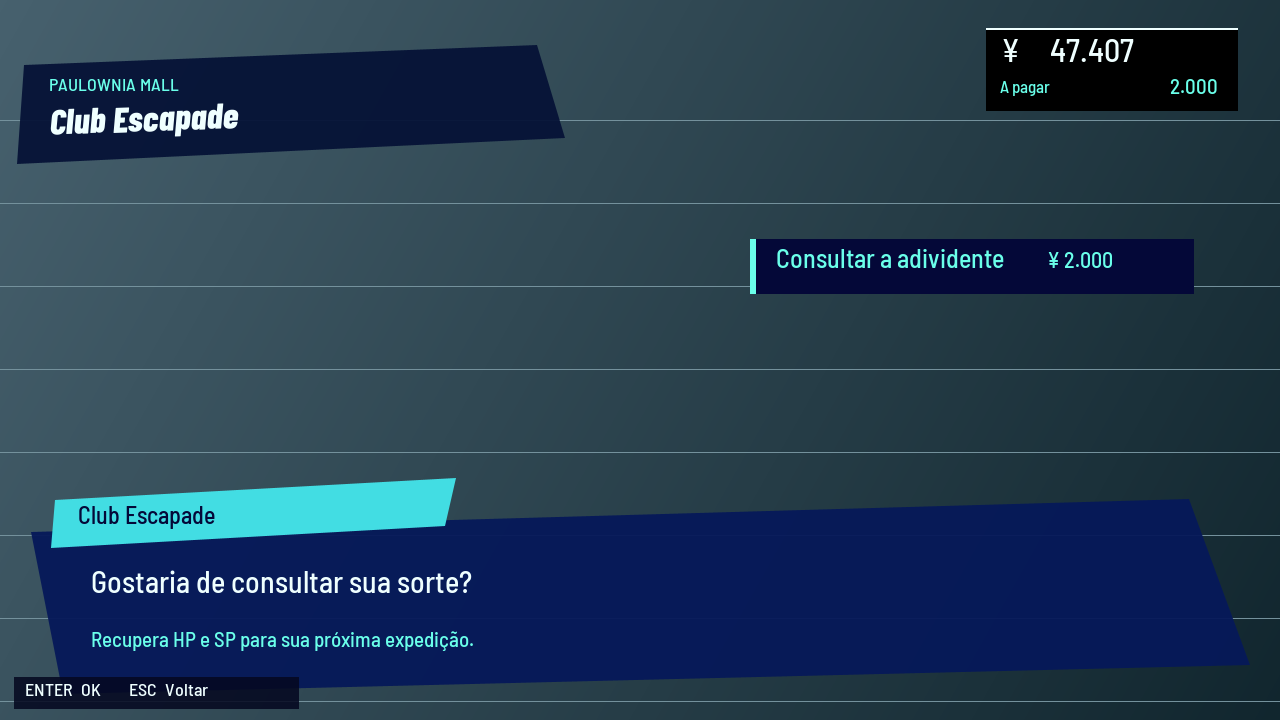 PAULOWNIA MALL
Club Escapade
¥ 47.407
A pagar 2.000
Consultar a adividente ¥ 2.000
Club Escapade
Gostaria de consultar sua sorte?
Recupera HP e SP para sua próxima expedição.
ENTER OK ESC Voltar